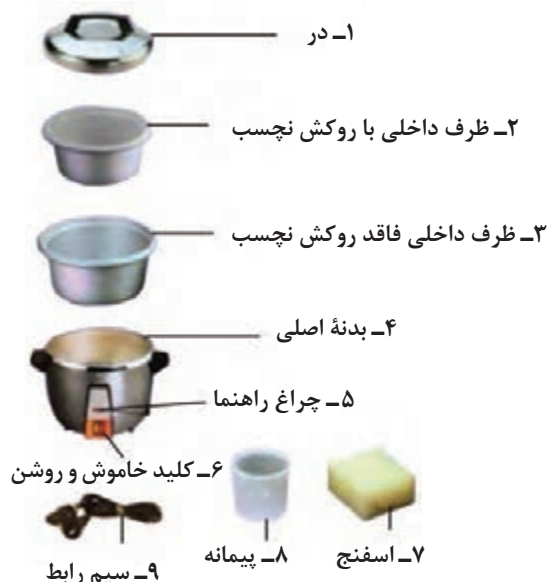 ۱ـ در
۲ـ ظرف داخلی با روکش نچسب
۳ـ ظرف داخلی فاقد روکش نچسب
۴ـ بدنهٔ اصلی
۵ـ چراغ راهنما
۶ـ کلید خاموش و روشن
۷ـ اسفنج
۸ـ پیمانه
۹ـ سیم رابط